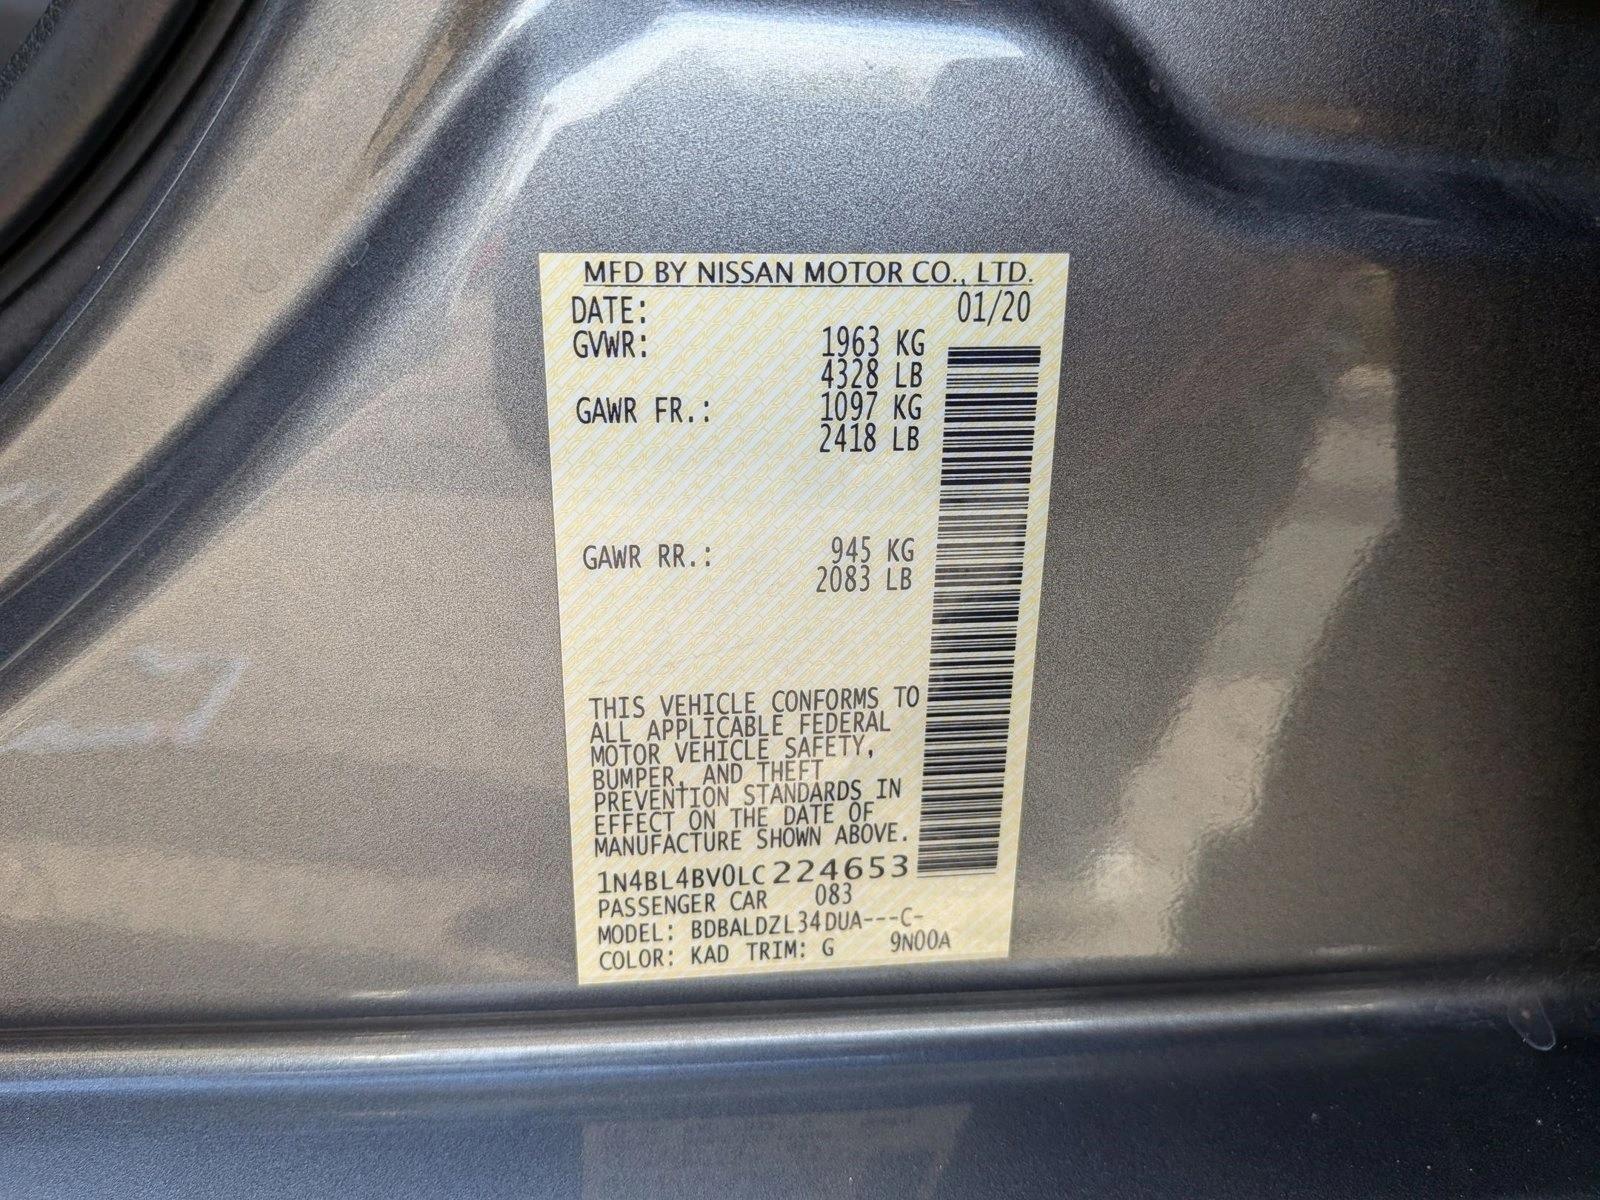 MFD BY NISSAN MOTOR CO., LTD.
DATE: 01/20
GVWR: 1963 KG
4328 LB
GAWR FR.: 1097 KG
2418 LB
GAWR RR.: 945 KG
2083 LB
THIS VEHICLE CONFORMS TO
ALL APPLICABLE FEDERAL
MOTOR VEHICLE SAFETY,
BUMPER, AND THEFT
PREVENTION STANDARDS IN
EFFECT ON THE DATE OF
MANUFACTURE SHOWN ABOVE.
1N4BL4BV0LC224653
PASSENGER CAR 083
MODEL: BDBALDZL34DUA---C-
COLOR: KAD TRIM: G 9N00A